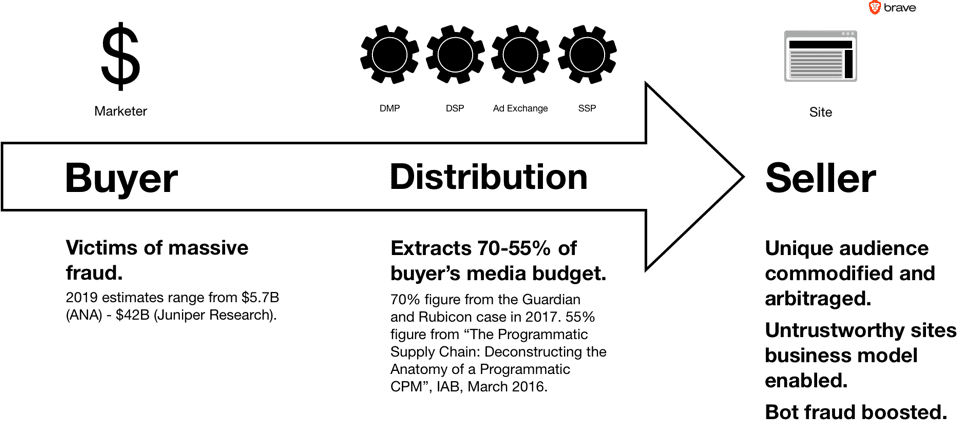 brave
$
Marketer
DMP
DSP
Ad Exchange
SSP
Site
Buyer
Distribution
Seller
Victims of massive
fraud.
2019 estimates range from $5.7B
(ANA) - $42B (Juniper Research).
Extracts 70-55% of
buyer’s media budget.
70% figure from the Guardian
and Rubicon case in 2017. 55%
figure from “The Programmatic
Supply Chain: Deconstructing the
Anatomy of a Programmatic
CPM”, IAB, March 2016.
Unique audience
commodified and
arbitraged.
Untrustworthy sites
business model
enabled.
Bot fraud boosted.